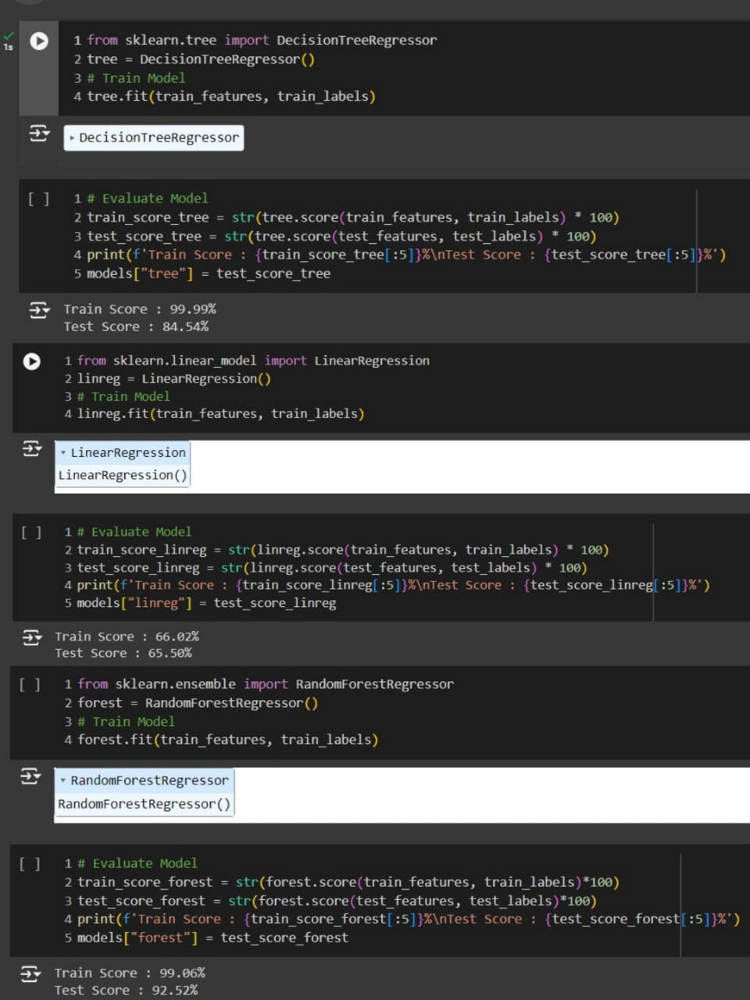 1s
1 from sklearn.tree import DecisionTreeRegressor
2 tree = DecisionTreeRegressor()
3 # Train Model
4 tree.fit(train_features, train_labels)
DecisionTreeRegressor
[ ]
1 # Evaluate Model
2 train_score_tree = str(tree.score(train_features, train_labels) * 100)
3 test_score_tree = str(tree.score(test_features, test_labels) * 100)
4 print(f'Train Score : {train_score_tree[:5]}%\nTest Score : {test_score_tree[:5]}%')
5 models["tree"] = test_score_tree
Train Score : 99.99%
Test Score : 84.54%
1 from sklearn.linear_model import LinearRegression
2 linreg = LinearRegression()
3 # Train Model
4 linreg.fit(train_features, train_labels)
LinearRegression
LinearRegression()
[ ]
1 # Evaluate Model
2 train_score_linreg = str(linreg.score(train_features, train_labels) * 100)
3 test_score_linreg = str(linreg.score(test_features, test_labels) * 100)
4 print(f'Train Score : {train_score_linreg[:5]}%\nTest Score : {test_score_linreg[:5]}%')
5 models["linreg"] = test_score_linreg
Train Score : 66.02%
Test Score : 65.50%
[ ]
1 from sklearn.ensemble import RandomForestRegressor
2 forest = RandomForestRegressor()
3 # Train Model
4 forest.fit(train_features, train_labels)
RandomForestRegressor
RandomForestRegressor()
[ ]
1 # Evaluate Model
2 train_score_forest = str(forest.score(train_features, train_labels)*100)
3 test_score_forest = str(forest.score(test_features, test_labels)*100)
4 print(f'Train Score : {train_score_forest[:5]}%\nTest Score : {test_score_forest[:5]}%')
5 models["forest"] = test_score_forest
Train Score : 99.06%
Test Score : 92.52%